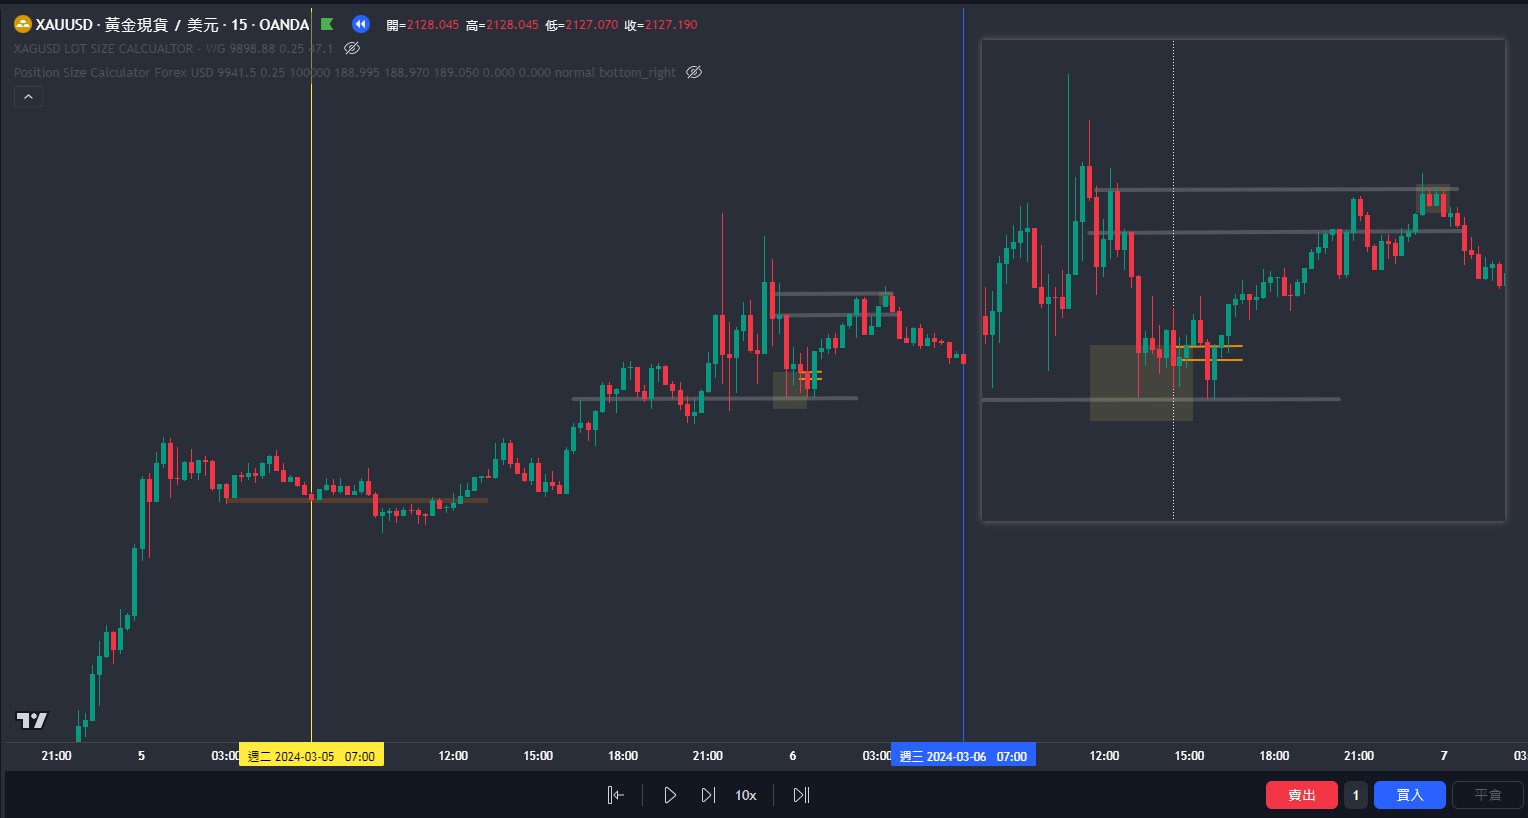 XAUUSD · 黃金現貨 / 美元 · 15 · OANDA 開=2128.045 高=2128.045 低=2127.070 收=2127.190
XAGUSD LOT SIZE CALCUALTOR - WG 9898.88 0.25 47.1
Position Size Calculator Forex USD 9941.5 0.25 100000 188.995 188.970 189.050 0.000 0.000 normal bottom_right
21:00 5 03:00 週二 2024-03-05 07:00 12:00 15:00 18:00 21:00 6 03:00 週三 2024-03-06 07:00 12:00 15:00 18:00 21:00 7 03:
10x 賣出 1 買入 平倉